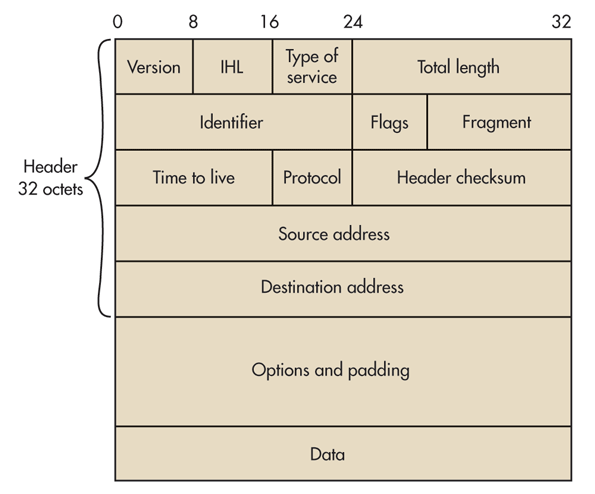 0 8 16 24 32
Version IHL Type of service Total length
Identifier Flags Fragment
Time to live Protocol Header checksum
Header
32 octets
Source address
Destination address
Options and padding
Data